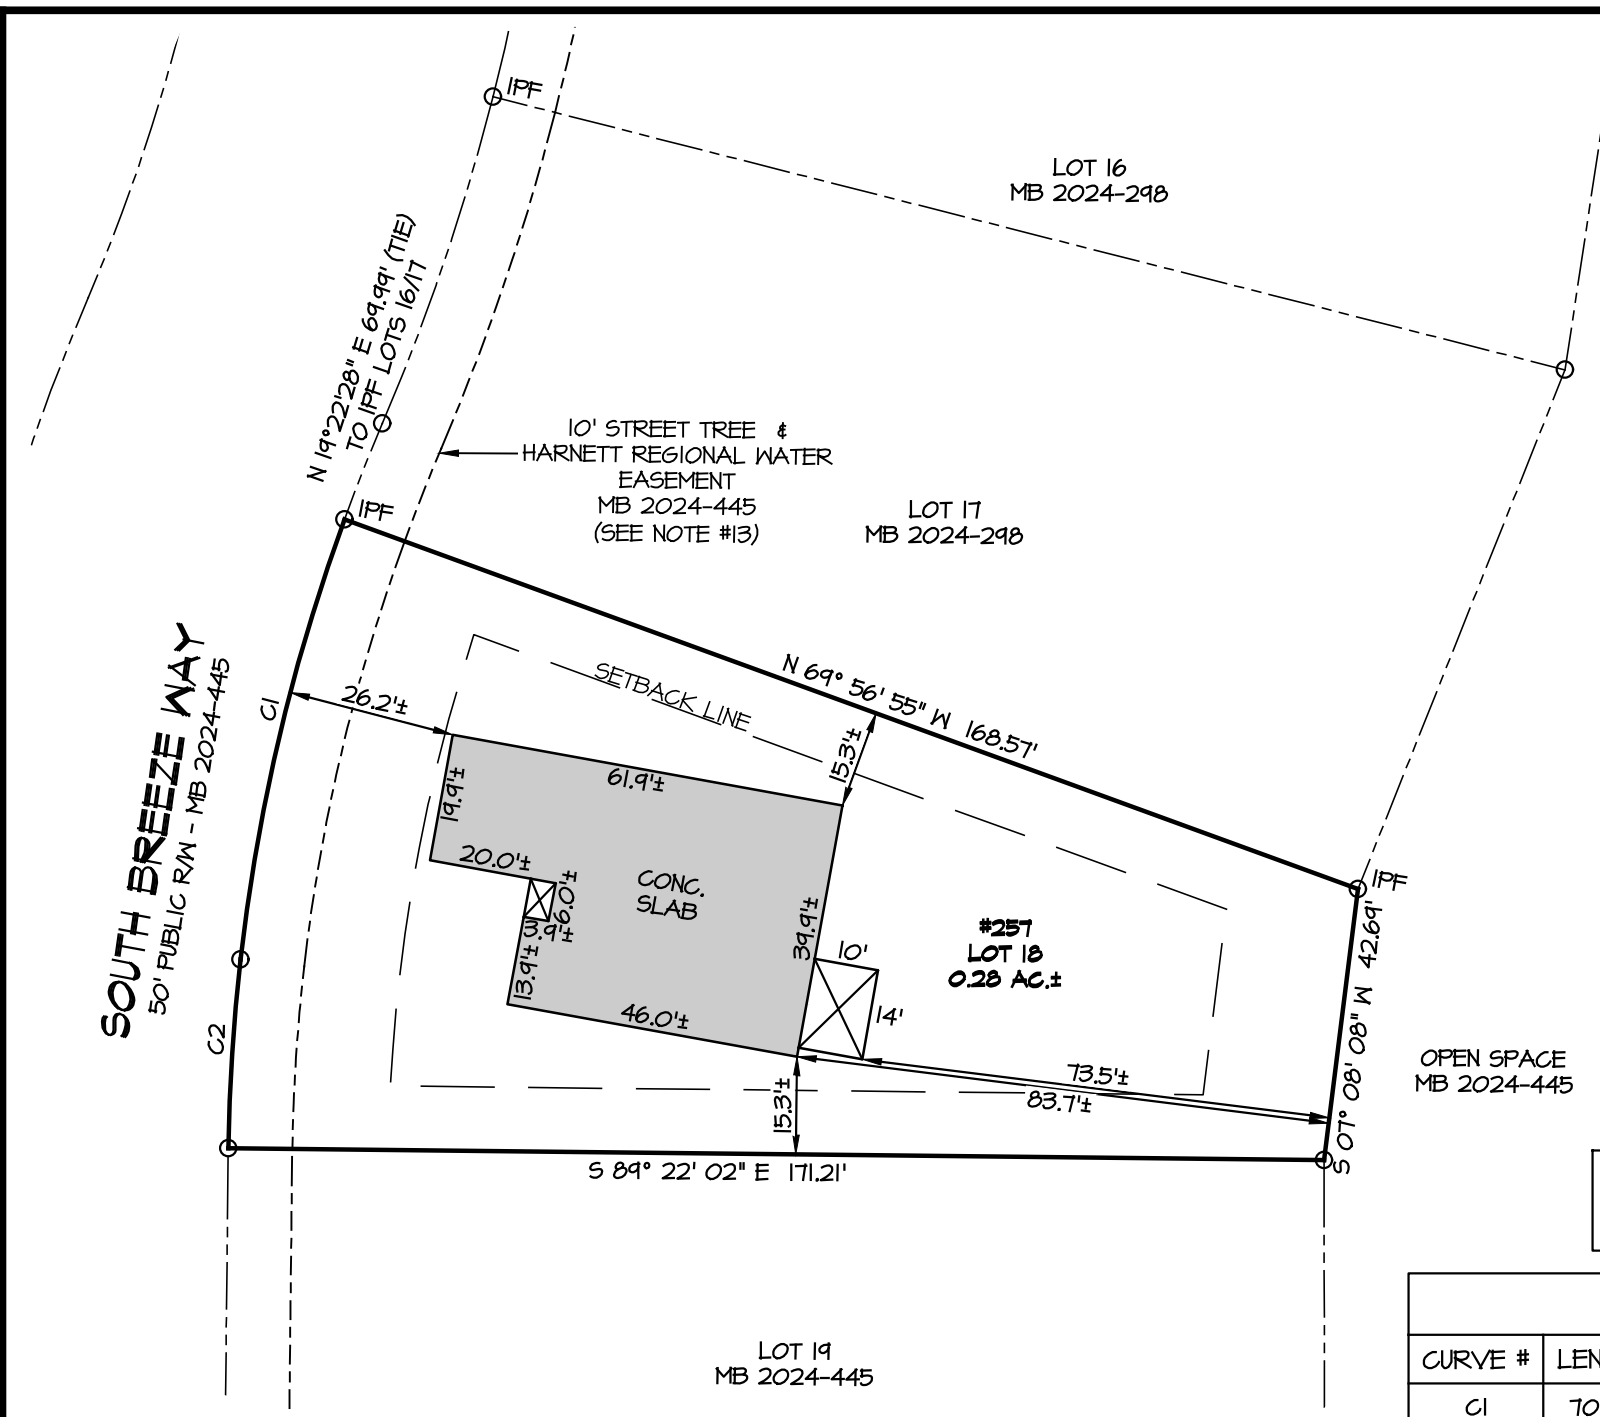 IPF
LOT 16
MB 2024-298
N 19°22'28" E 69.99' (TIE)
TO IPF LOTS 16/17
10' STREET TREE &
HARNETT REGIONAL WATER
EASEMENT
MB 2024-445
(SEE NOTE #13)
LOT 17
MB 2024-298
IPF
SOUTH BREEZE WAY
50' PUBLIC R/W - MB 2024-445
C1
26.2'±
SETBACK LINE
N 69° 56' 55" W 168.57'
15.3'±
61.9'±
19.9'±
20.0'±
6.0'±
3.9'±
13.9'±
CONC.
SLAB
39.9'±
46.0'±
IPF
#257
LOT 18
0.28 AC.±
10'
14'
S 07° 08' 08" W 42.69'
C2
73.5'±
83.7'±
15.3'±
OPEN SPACE
MB 2024-445
S 89° 22' 02" E 171.21'
LOT 19
MB 2024-445
CURVE # LEN
C1 70